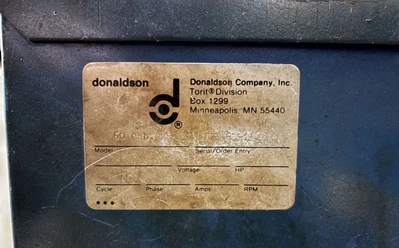 donaldson
Donaldson Company, Inc.
Torit® Division
Box 1299
Minneapolis, MN 55440
®
Model
Serial/Order Entry
Voltage
HP
Cycle
Phase
Amps
RPM